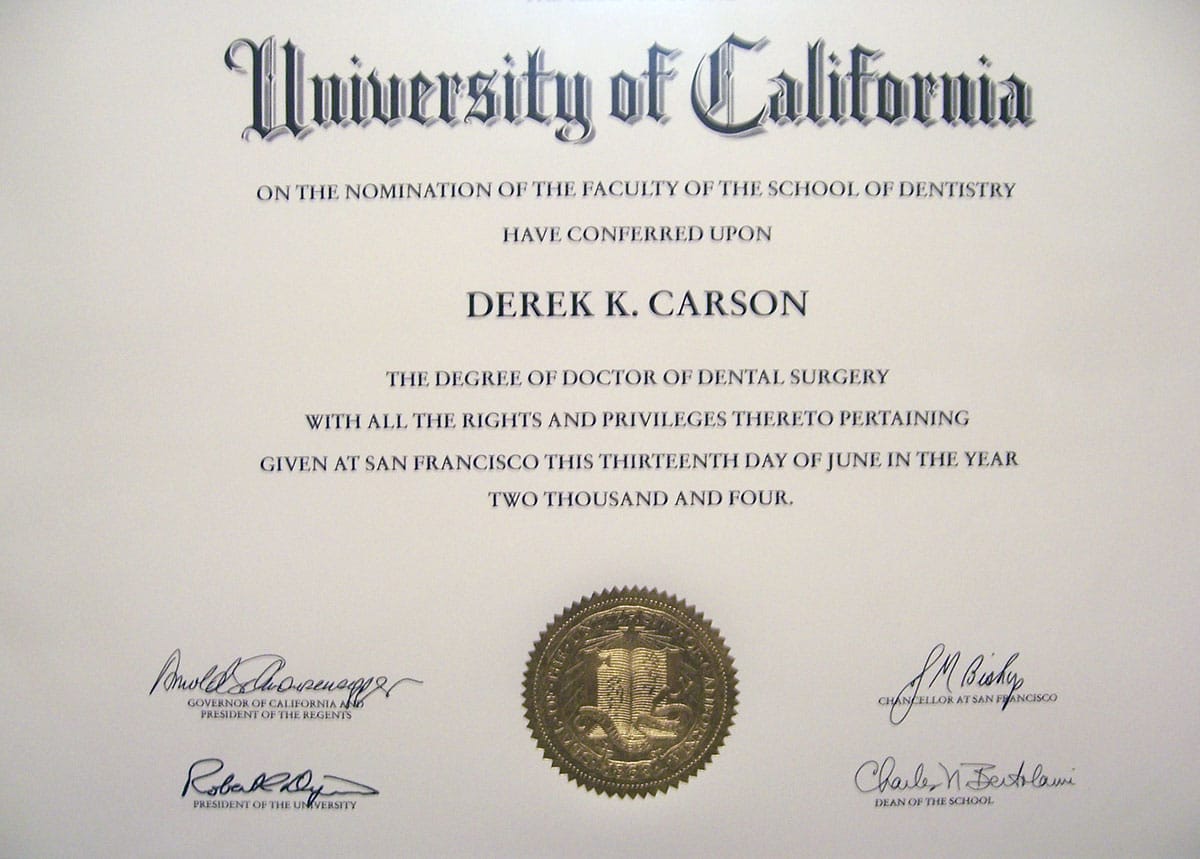 University of California
ON THE NOMINATION OF THE FACULTY OF THE SCHOOL OF DENTISTRY
HAVE CONFERRED UPON
DEREK K. CARSON
THE DEGREE OF DOCTOR OF DENTAL SURGERY
WITH ALL THE RIGHTS AND PRIVILEGES THERETO PERTAINING
GIVEN AT SAN FRANCISCO THIS THIRTEENTH DAY OF JUNE IN THE YEAR
TWO THOUSAND AND FOUR.
Arnold Schwarzenegger
GOVERNOR OF CALIFORNIA AND
PRESIDENT OF THE REGENTS
J M Bishop
CHANCELLOR AT SAN FRANCISCO
Robert C Dynes
PRESIDENT OF THE UNIVERSITY
Charles N Bertolami
DEAN OF THE SCHOOL